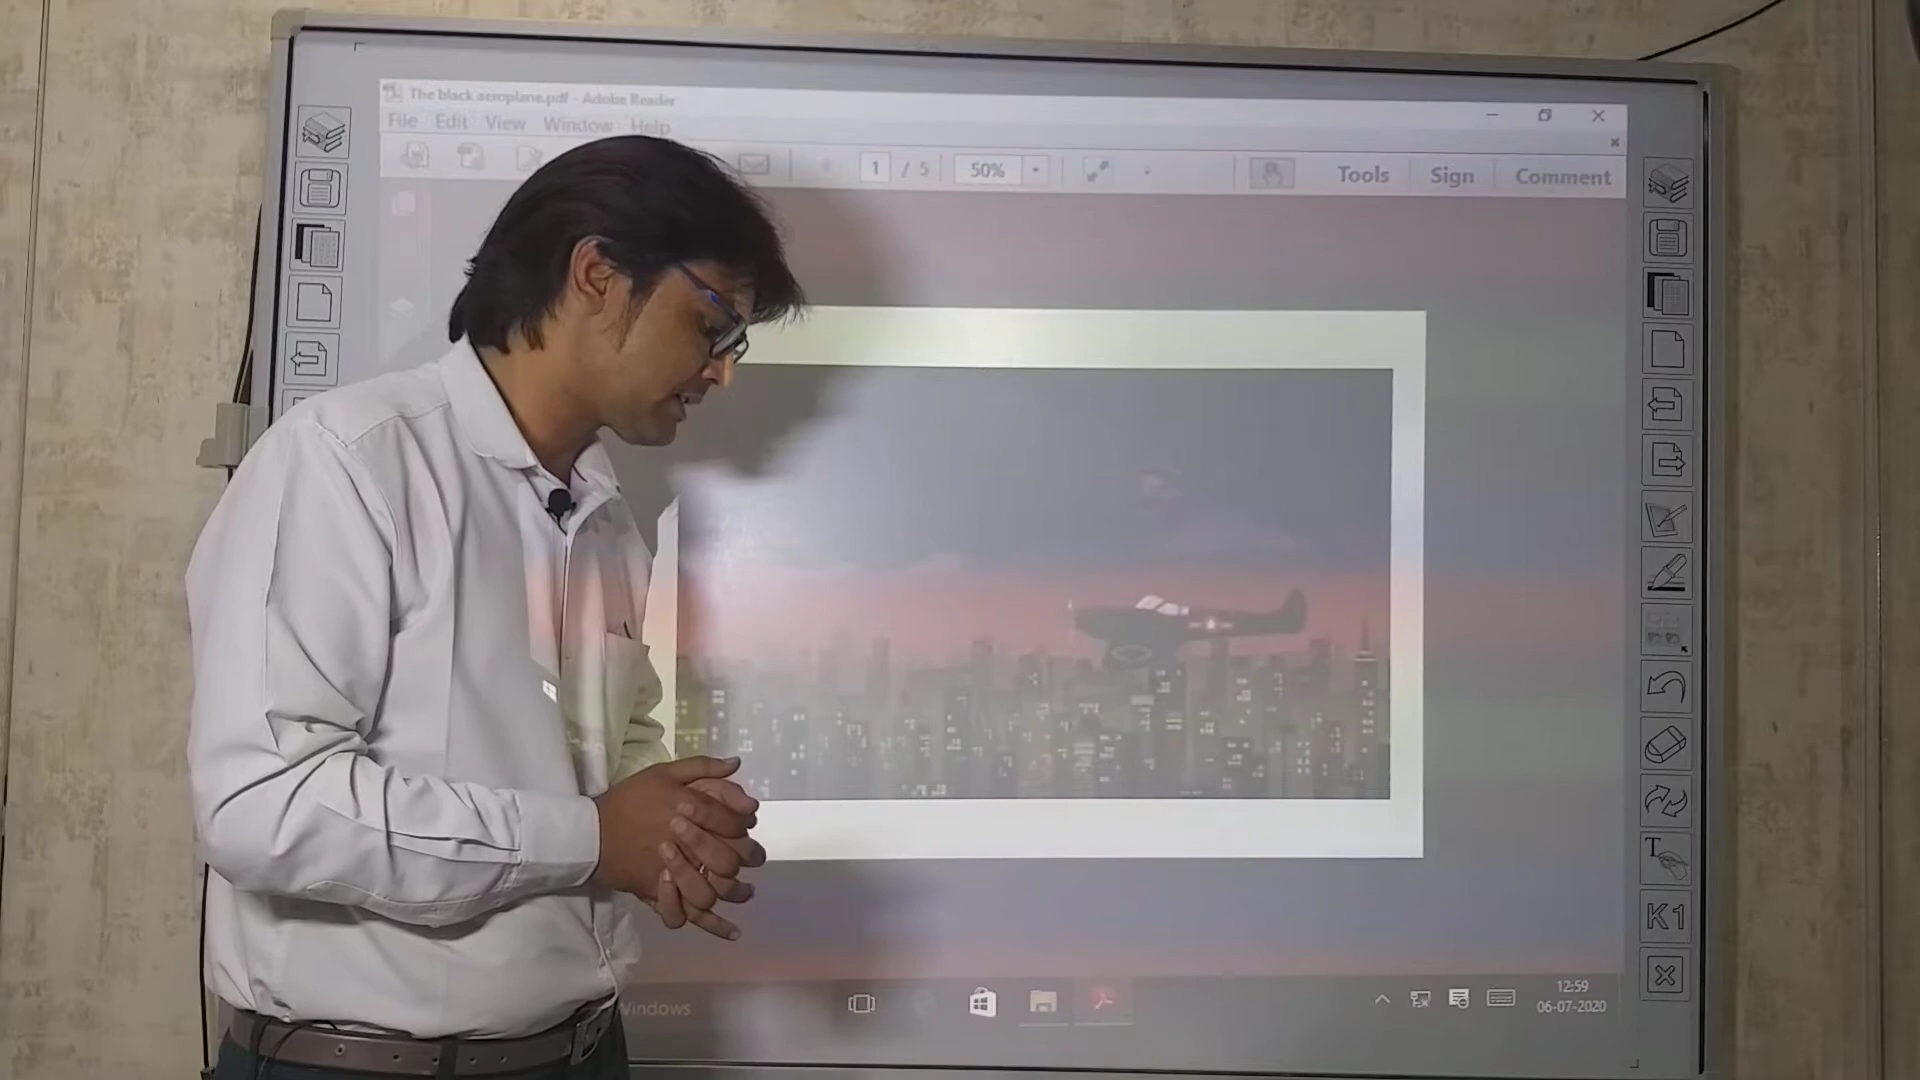 The black aeroplane.pdf - Adobe Reader
File Edit View Window Help
1 / 5 50% Tools Sign Comment
T
K1
Windows
12:59
06-07-2020